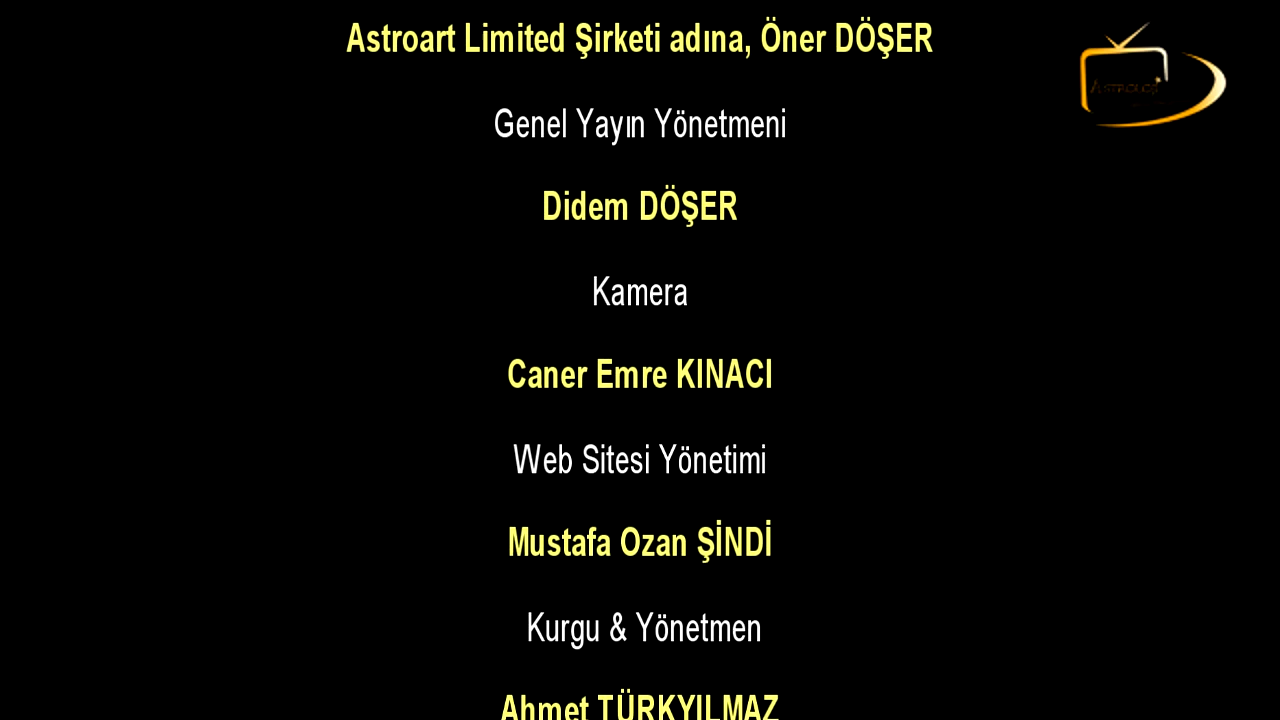 Astroart Limited Şirketi adına, Öner DÖŞER
Genel Yayın Yönetmeni
Didem DÖŞER
Kamera
Caner Emre KINACI
Web Sitesi Yönetimi
Mustafa Ozan ŞİNDİ
Kurgu & Yönetmen
Ahmet TÜRKYILMAZ